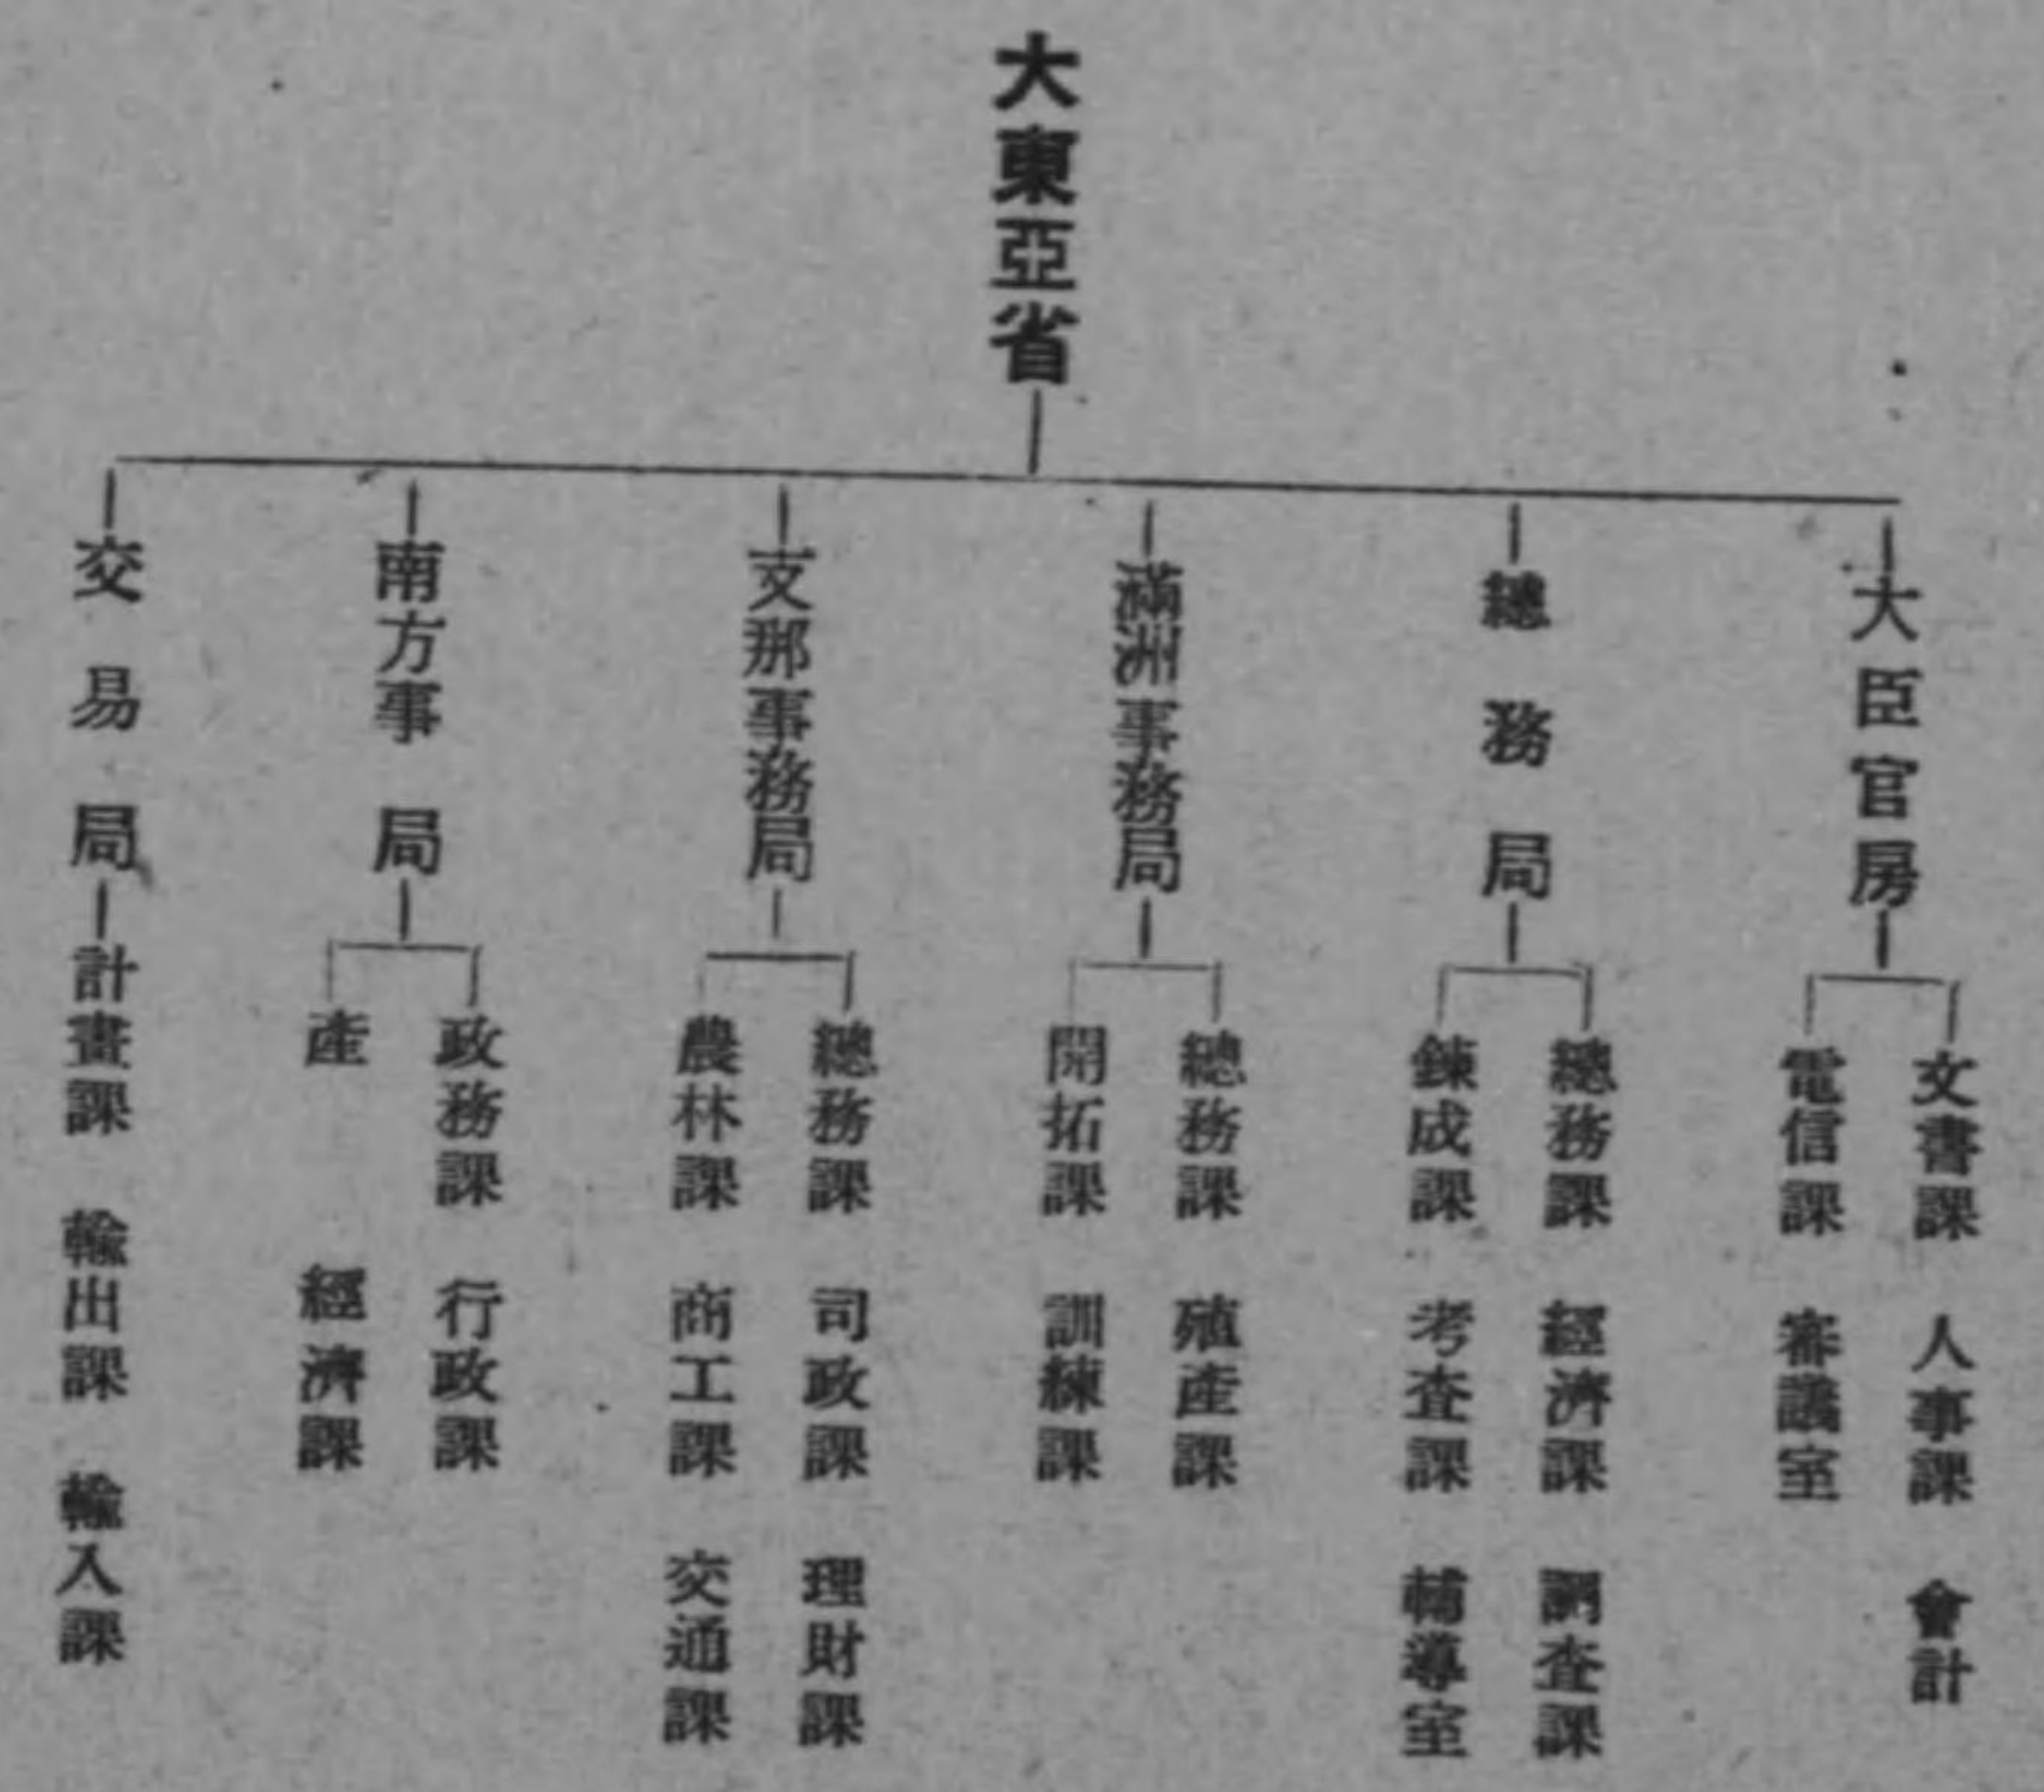 大東亞省
大臣官房
文書課 人事課 會計
電信課 審議室
總務局
總務課 經濟課 調査課
錬成課 考査課 輔導室
滿洲事務局
總務課 殖產課
開拓課 訓練課
支那事務局
總務課 司政課 理財課
農林課 商工課 交通課
南方事局
政務課 行政課
產 經濟課
交易局
計畫課 輸出課 輸入課